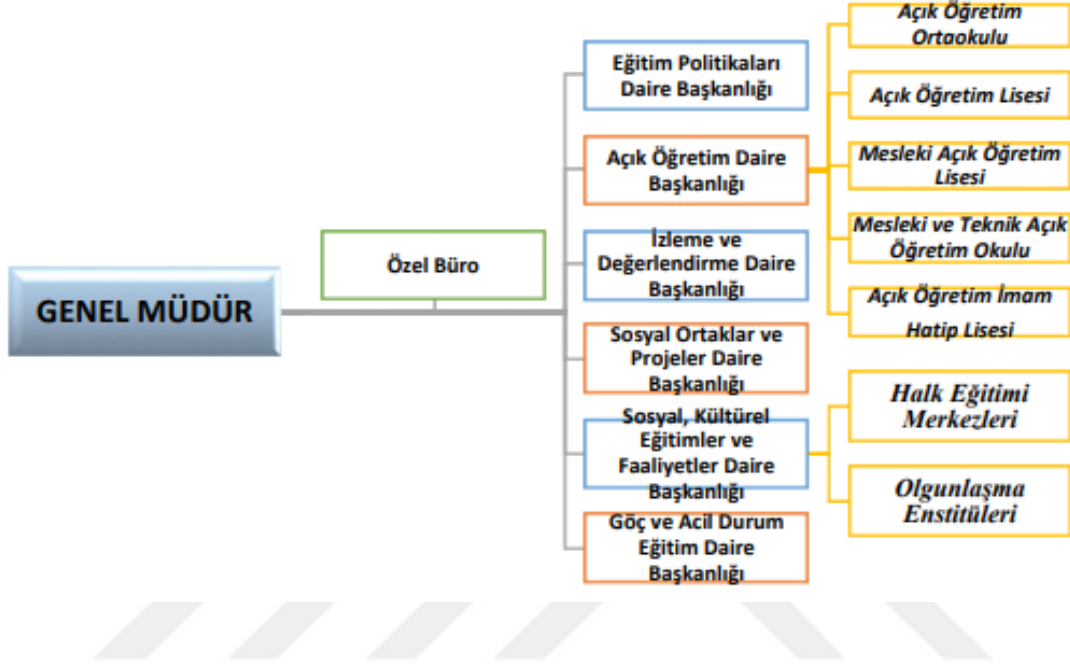 GENEL MÜDÜR
Özel Büro
Eğitim Politikaları
Daire Başkanlığı
Açık Öğretim Daire
Başkanlığı
Açık Öğretim
Ortaokulu
Açık Öğretim Lisesi
Mesleki Açık Öğretim
Lisesi
Mesleki ve Teknik Açık
Öğretim Okulu
Açık Öğretim İmam
Hatip Lisesi
İzleme ve
Değerlendirme Daire
Başkanlığı
Sosyal Ortaklar ve
Projeler Daire
Başkanlığı
Sosyal, Kültürel
Eğitimler ve
Faaliyetler Daire
Başkanlığı
Halk Eğitimi
Merkezleri
Olgunlaşma
Enstitüleri
Göç ve Acil Durum
Eğitim Daire
Başkanlığı